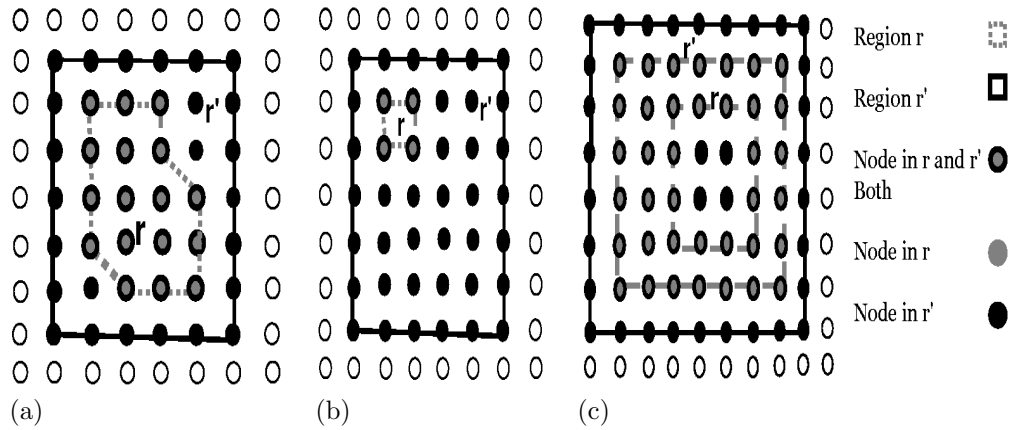 r'
r
r'
r
r'
r
Region r
Region r'
Node in r and r'
Both
Node in r
Node in r'
(a)
(b)
(c)